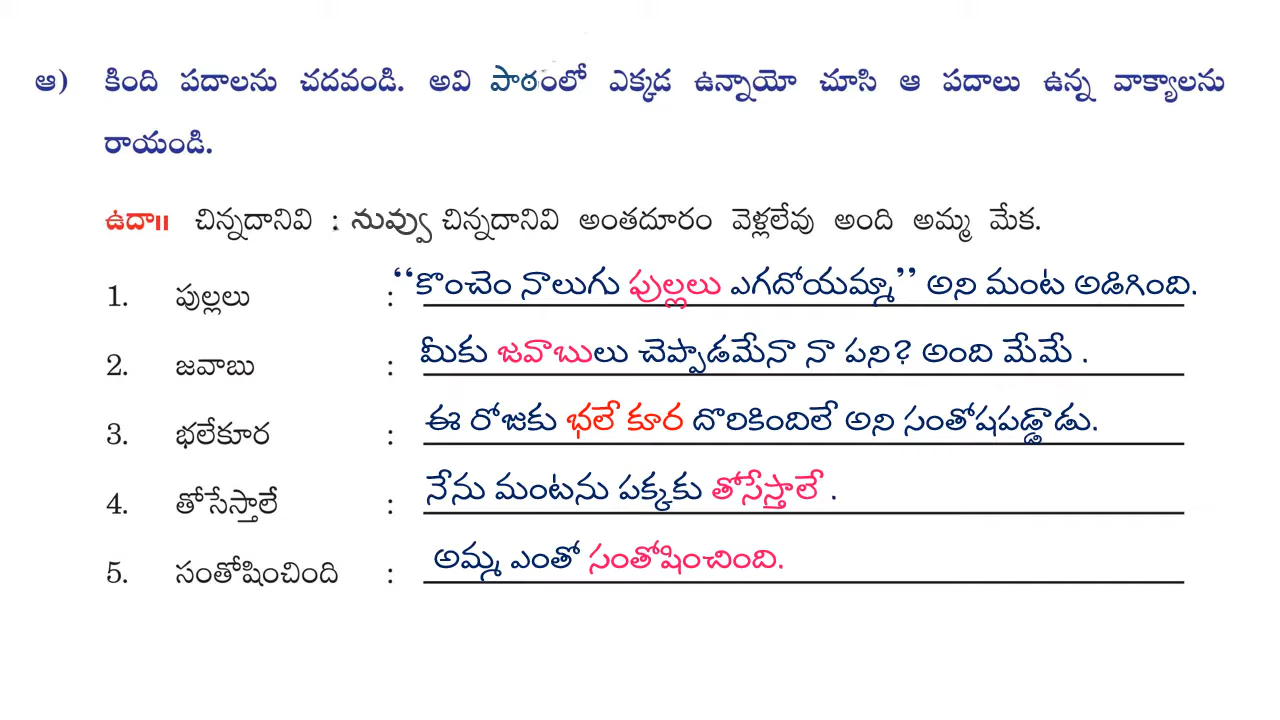 ఆ) కింది పదాలను చదవండి. అవి పాఠంలో ఎక్కడ ఉన్నాయో చూసి ఆ పదాలు ఉన్న వాక్యాలను
రాయండి.
ఉదా॥ చిన్నదానివి : నువ్వు చిన్నదానివి అంతదూరం వెళ్లలేవు అంది అమ్మ మేక.
1. పుల్లలు : “కొంచెం నాలుగు పుల్లలు ఎగదోయమ్మా” అని మంట అడిగింది.
2. జవాబు : మీకు జవాబులు చెప్పాడమేనా నా పని? అంది మేమే .
3. భలేకూర : ఈ రోజుకు భలే కూర దొరికిందిలే అని సంతోషపడ్డాడు.
4. తోసేస్తాలే : నేను మంటను పక్కకు తోసేస్తాలే .
5. సంతోషించింది : అమ్మ ఎంతో సంతోషించింది.